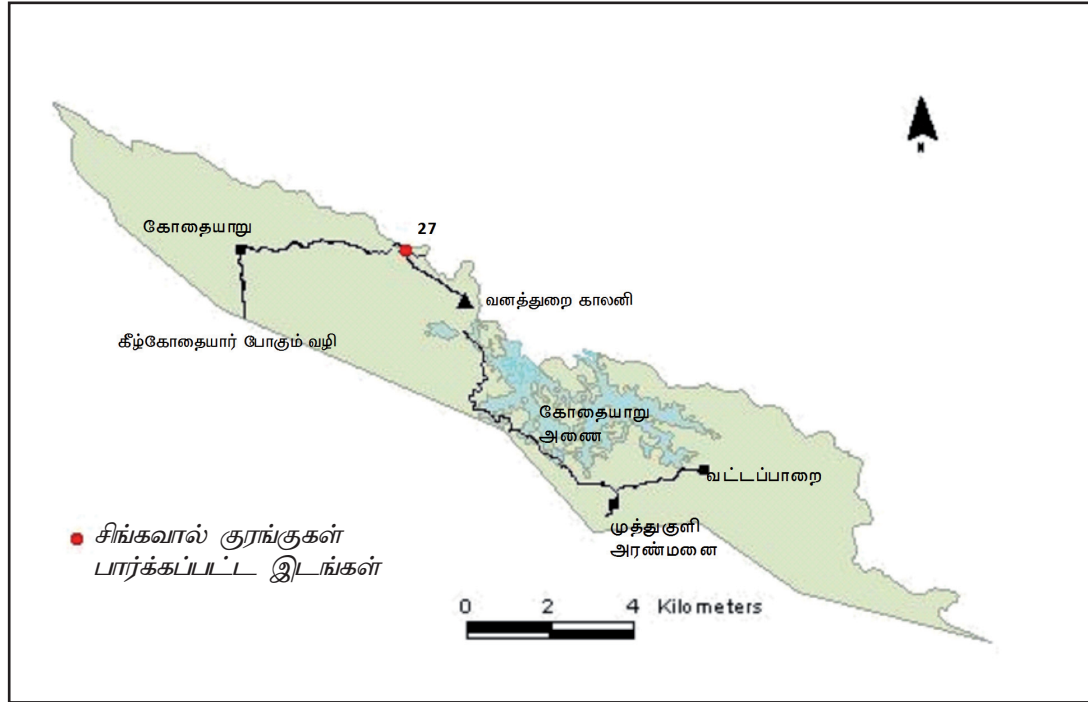 N
27
கோதையாறு
வனத்துறை காலனி
கீழ்கோதையார் போகும் வழி
கோதையாறு
அணை
வட்டப்பாறை
முத்துகுளி
அரண்மனை
சிங்கவால் குரங்குகள்
பார்க்கப்பட்ட இடங்கள்
0 2 4 Kilometers